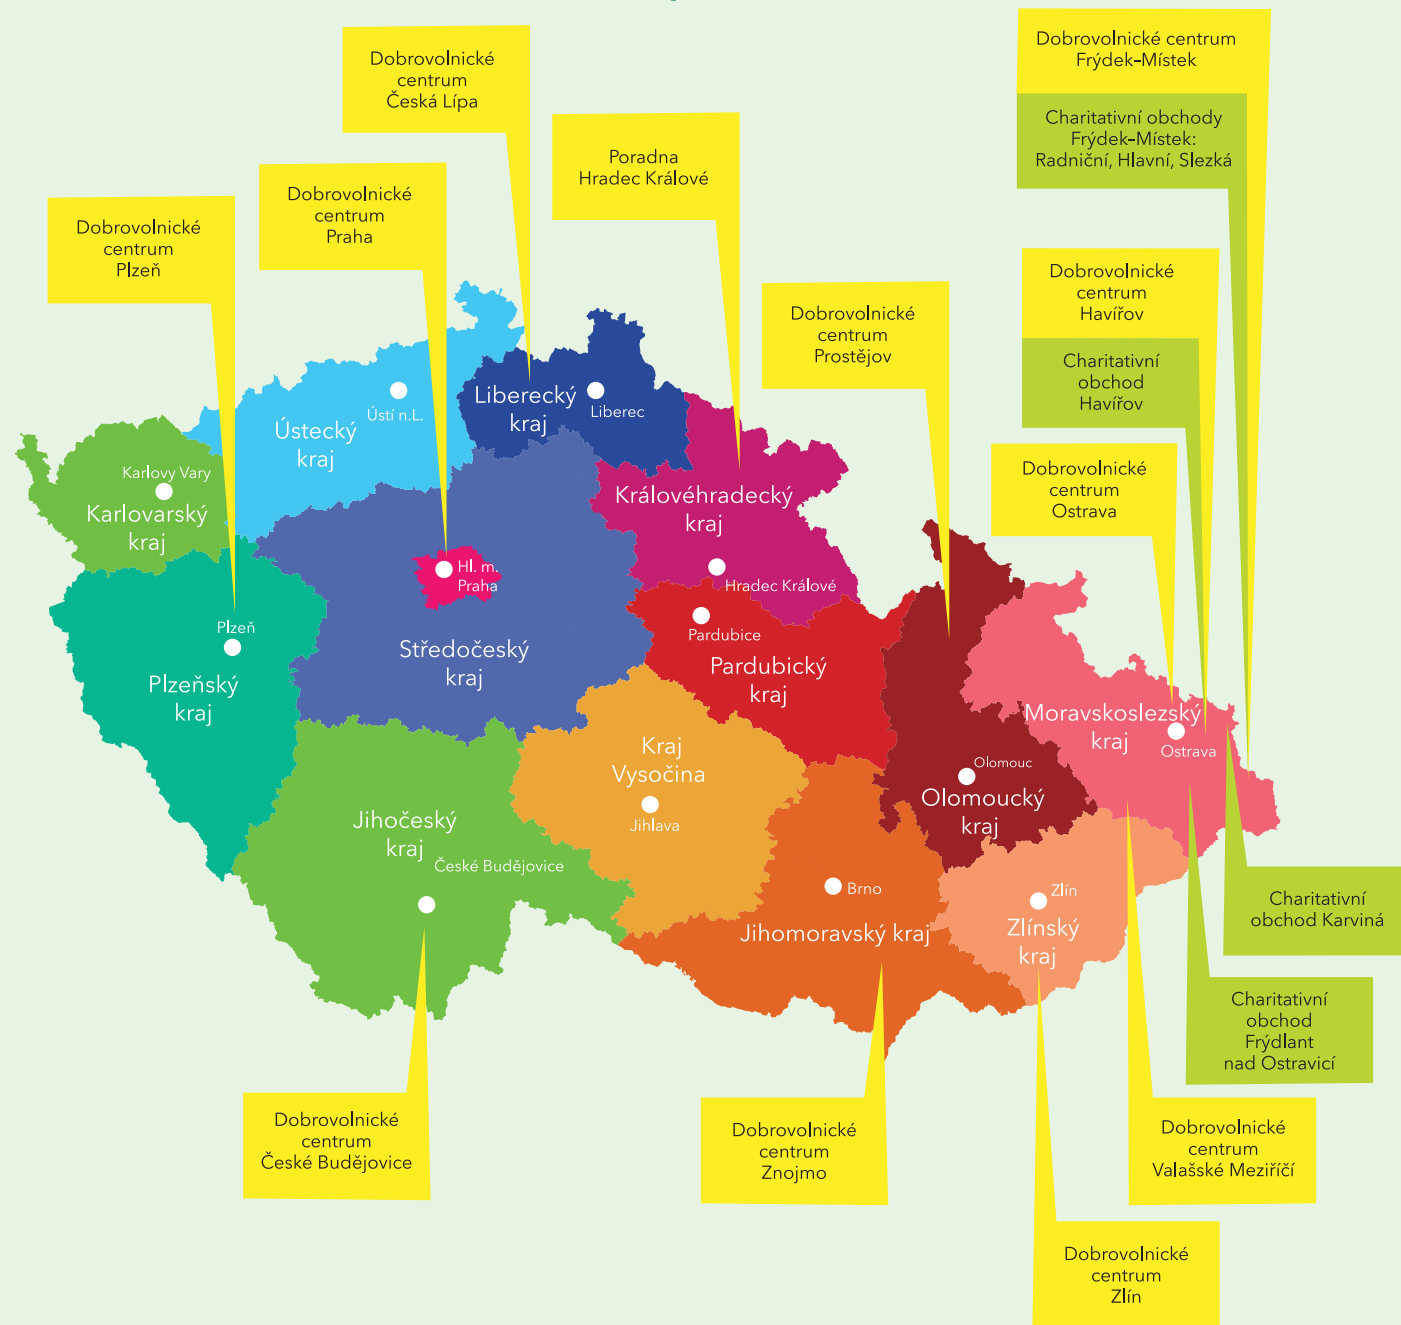 Dobrovolnické centrum
Frýdek–Místek
Charitativní obchody
Frýdek–Místek:
Radniční, Hlavní, Slezká
Dobrovolnické
centrum
Česká Lípa
Poradna
Hradec Králové
Dobrovolnické
centrum
Praha
Dobrovolnické
centrum
Plzeň
Dobrovolnické
centrum
Havířov
Charitativní
obchod
Havířov
Dobrovolnické
centrum
Prostějov
Dobrovolnické
centrum
Ostrava
Liberecký
kraj
Liberec
Ústí n.L.
Ústecký
kraj
Karlovy Vary
Karlovarský
kraj
Královéhradecký
kraj
Hradec Králové
Hl. m.
Praha
Středočeský
kraj
Plzeň
Plzeňský
kraj
Pardubice
Pardubický
kraj
Moravskoslezský
kraj
Ostrava
Kraj
Vysočina
Jihlava
Olomouc
Olomoucký
kraj
Jihočeský
kraj
České Budějovice
Brno
Jihomoravský kraj
Zlín
Zlínský
kraj
Charitativní
obchod Karviná
Charitativní
obchod
Frýdlant
nad Ostravicí
Dobrovolnické
centrum
České Budějovice
Dobrovolnické
centrum
Znojmo
Dobrovolnické
centrum
Valašské Meziříčí
Dobrovolnické
centrum
Zlín